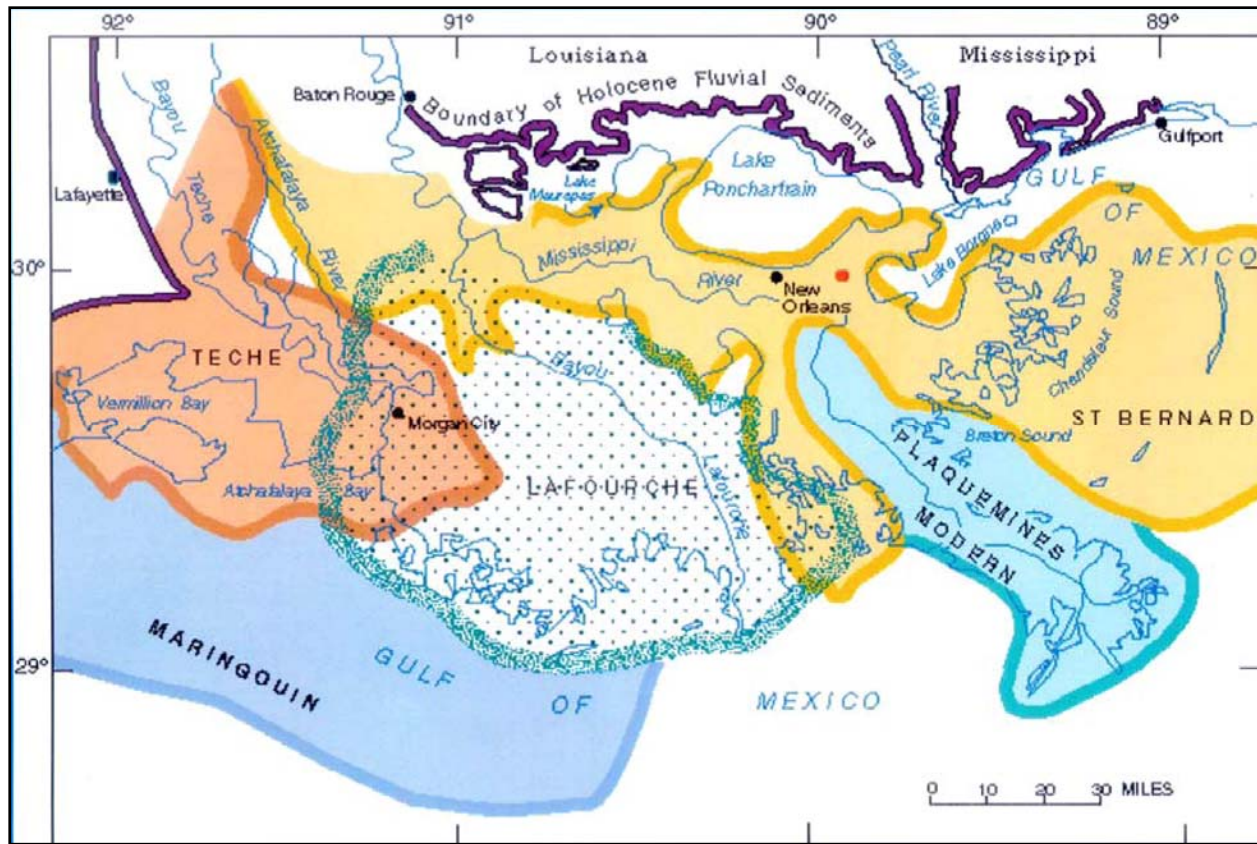 92° 91° 90° 89°
Louisiana Mississippi
Pearl River
Baton Rouge
Boundary of Holocene Fluvial Sediments
Gulfport
Bayou Teche
Atchafalaya River
Lake Maurepas
Lake Ponchartrain
Lafayette
GULF OF MEXICO
Lake Borgne
30°
Mississippi River
New Orleans
Chandeleur Sound
TECHE
Vermillion Bay
Bayou Lafourche
Morgan City
ST BERNARD
Breton Sound
Atchafalaya Bay
LAFOURCHE
PLAQUEMINES
MODERN
MARINGOUIN
29°
GULF OF MEXICO
0 10 20 30 MILES